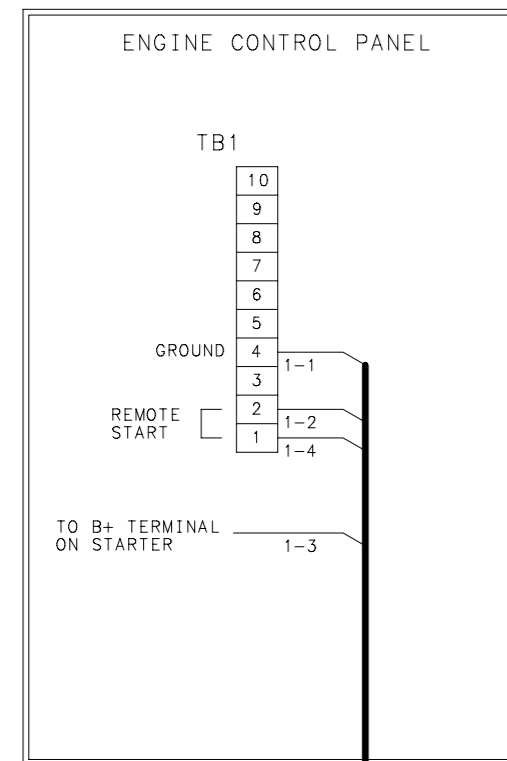 ENGINE CONTROL PANEL
TB1
10
9
8
7
6
5
GROUND 4 1-1
3
REMOTE START 2 1-2
1 1-4
TO B+ TERMINAL
ON STARTER 1-3